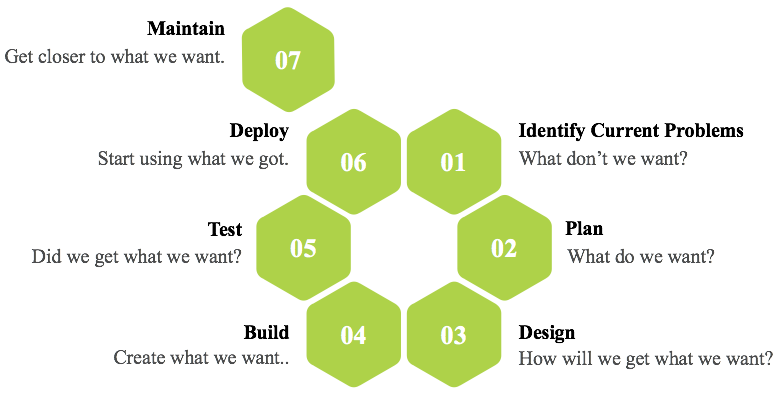 Maintain
Get closer to what we want.
07
Deploy
Start using what we got.
06
01
Identify Current Problems
What don’t we want?
Test
Did we get what we want?
05
02
Plan
What do we want?
Build
Create what we want..
04
03
Design
How will we get what we want?